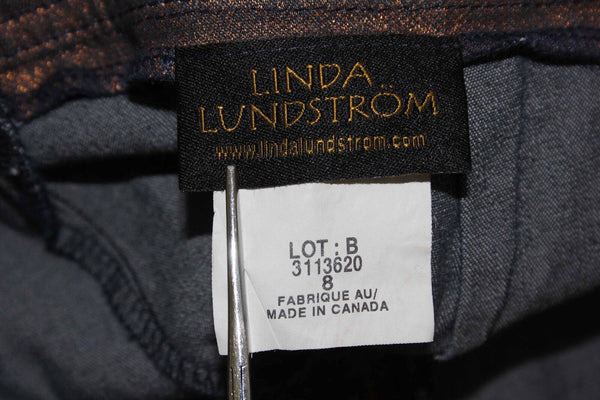 LINDA
LUNDSTRÖM
www.lindalundstrom.com
LOT : B
3113620
8
FABRIQUE AU/
MADE IN CANADA